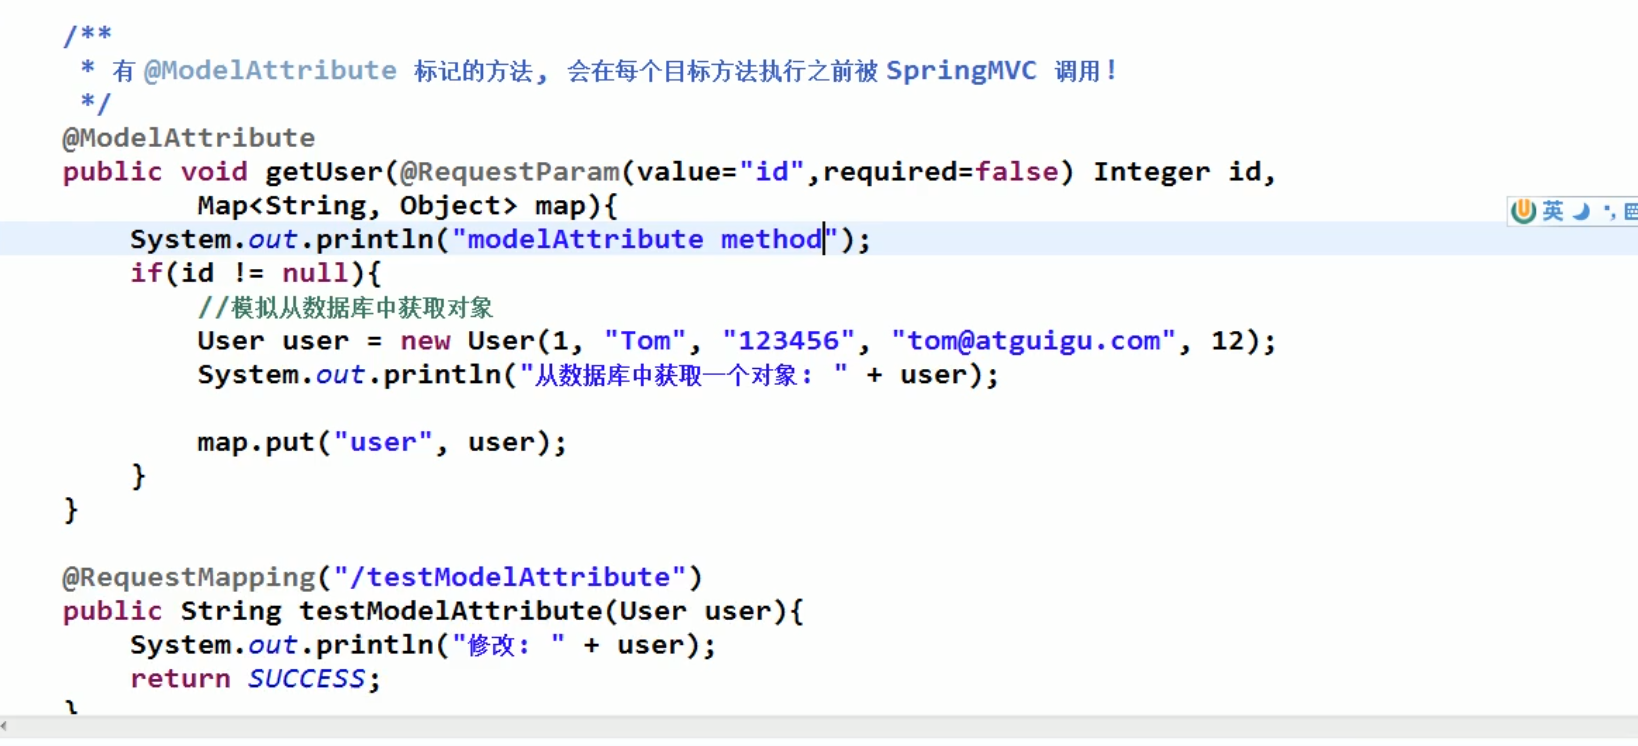 /**
 * 有 @ModelAttribute 标记的方法, 会在每个目标方法执行之前被 SpringMVC 调用!
 */
@ModelAttribute
public void getUser(@RequestParam(value="id",required=false) Integer id,
        Map<String, Object> map){
    System.out.println("modelAttribute method");
    if(id != null){
        //模拟从数据库中获取对象
        User user = new User(1, "Tom", "123456", "tom@atguigu.com", 12);
        System.out.println("从数据库中获取一个对象: " + user);
        map.put("user", user);
    }
}
@RequestMapping("/testModelAttribute")
public String testModelAttribute(User user){
    System.out.println("修改: " + user);
    return SUCCESS;
}
英